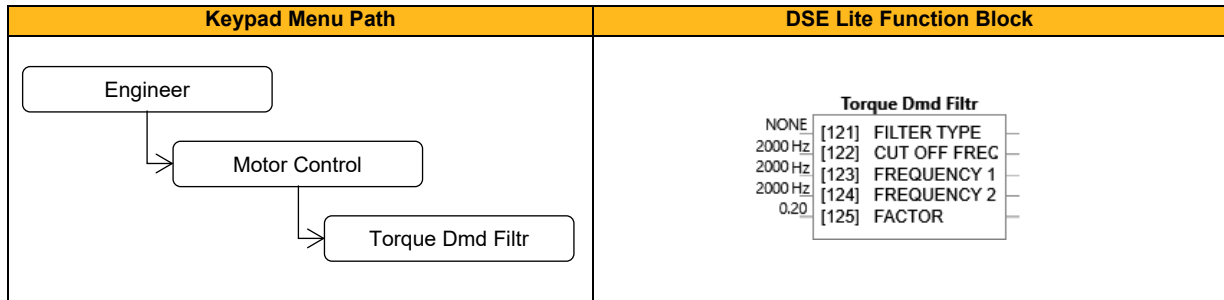 Keypad Menu Path
DSE Lite Function Block
Engineer
Motor Control
Torque Dmd Filtr
Torque Dmd Filtr
NONE [121] FILTER TYPE
2000 Hz [122] CUT OFF FREC
2000 Hz [123] FREQUENCY 1
2000 Hz [124] FREQUENCY 2
0.20 [125] FACTOR